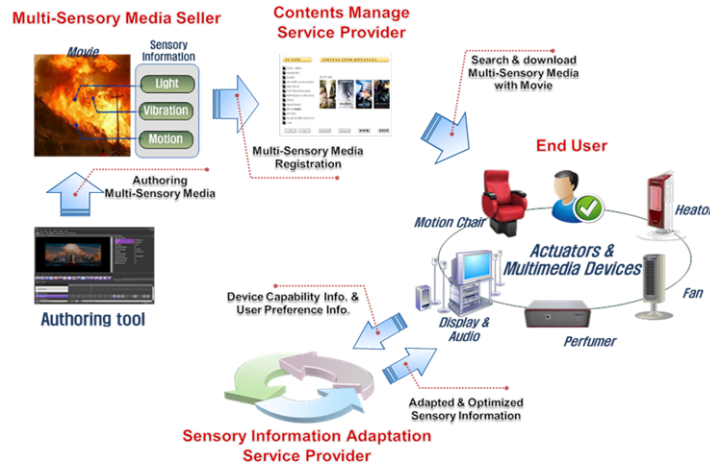 Multi-Sensory Media Seller
Movie
Sensory
Information
Light
Vibration
Motion
Contents Manage
Service Provider
Search & download
Multi-Sensory Media
with Movie
Multi-Sensory Media
Registration
Authoring
Multi-Sensory Media
Authoring tool
End User
Motion Chair
Heator
Actuators &
Multimedia Devices
Fan
Display &
Audio
Perfumer
Device Capability Info. &
User Preference Info.
Adapted & Optimized
Sensory Information
Sensory Information Adaptation
Service Provider